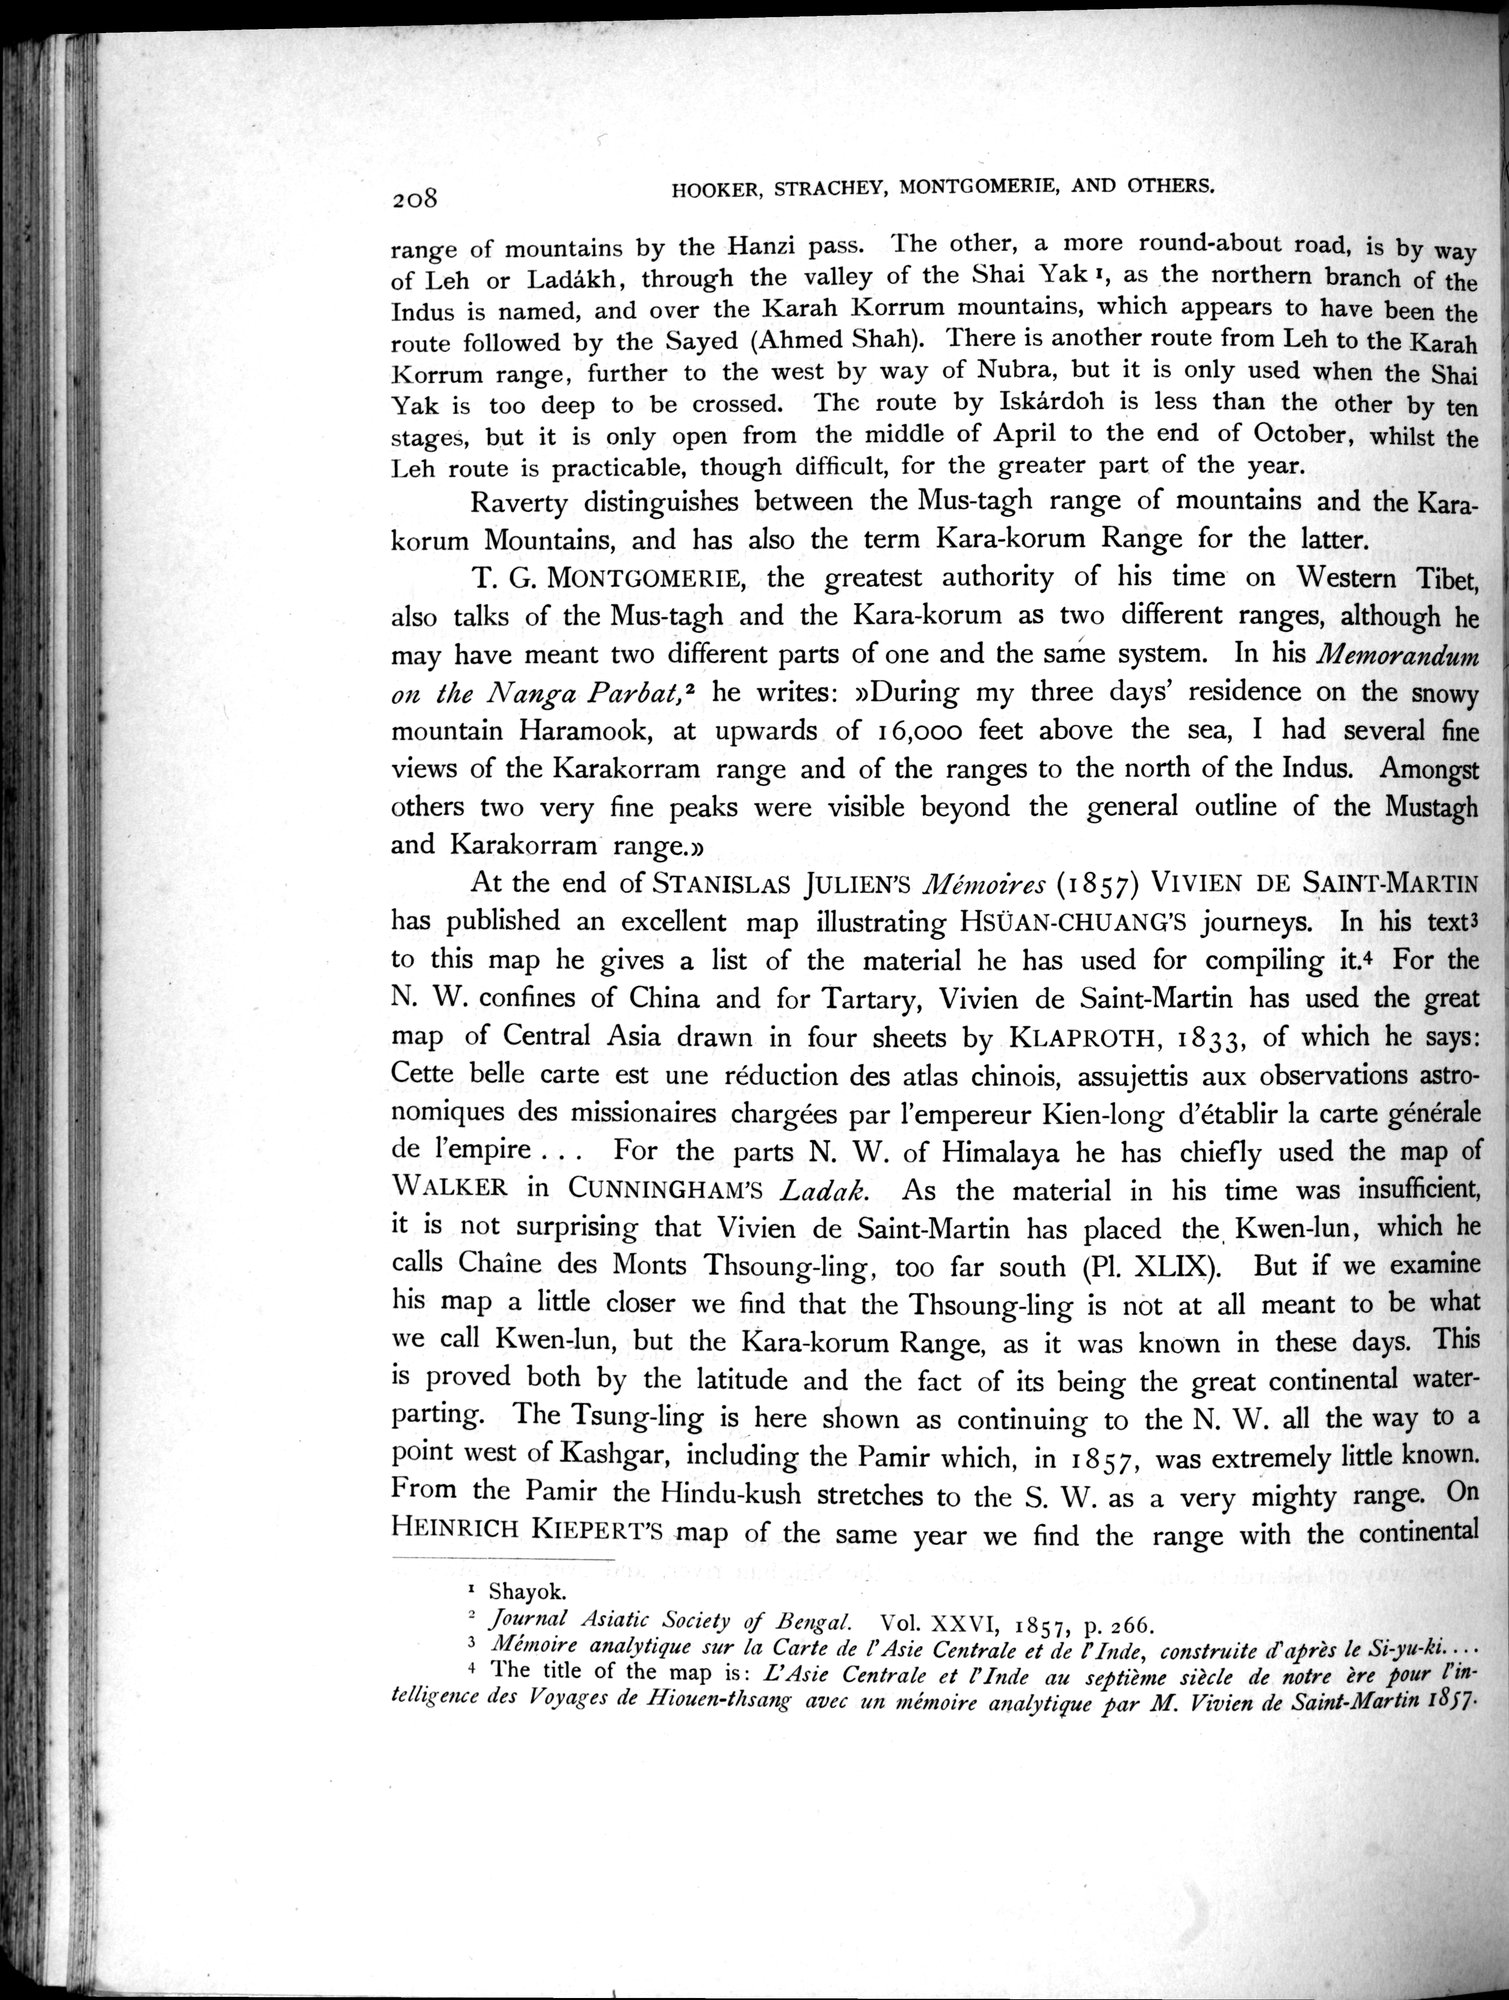 208
HOOKER, STRACHEY, MONTGOMERIE, AND OTHERS.
range of mountains by the Hanzi pass. The other, a more round-about road, is by way
of Leh or Ladákh, through the valley of the Shai Yak ¹, as the northern branch of the
Indus is named, and over the Karah Korrum mountains, which appears to have been the
route followed by the Sayed (Ahmed Shah). There is another route from Leh to the Karah
Korrum range, further to the west by way of Nubra, but it is only used when the Shai
Yak is too deep to be crossed. The route by Iskárdoh is less than the other by ten
stages, but it is only open from the middle of April to the end of October, whilst the
Leh route is practicable, though difficult, for the greater part of the year.
Raverty distinguishes between the Mus-tagh range of mountains and the Kara-
korum Mountains, and has also the term Kara-korum Range for the latter.
T. G. MONTGOMERIE, the greatest authority of his time on Western Tibet,
also talks of the Mus-tagh and the Kara-korum as two different ranges, although he
may have meant two different parts of one and the same system. In his Memorandum
on the Nanga Parbat,² he writes: »During my three days' residence on the snowy
mountain Haramook, at upwards of 16,000 feet above the sea, I had several fine
views of the Karakorram range and of the ranges to the north of the Indus. Amongst
others two very fine peaks were visible beyond the general outline of the Mustagh
and Karakorram range.»
At the end of STANISLAS JULIEN'S Mémoires (1857) VIVIEN DE SAINT-MARTIN
has published an excellent map illustrating HSÜAN-CHUANG'S journeys. In his text³
to this map he gives a list of the material he has used for compiling it.⁴ For the
N. W. confines of China and for Tartary, Vivien de Saint-Martin has used the great
map of Central Asia drawn in four sheets by KLAPROTH, 1833, of which he says:
Cette belle carte est une réduction des atlas chinois, assujettis aux observations astro-
nomiques des missionaires chargées par l'empereur Kien-long d'établir la carte générale
de l'empire . . . For the parts N. W. of Himalaya he has chiefly used the map of
WALKER in CUNNINGHAM'S Ladak. As the material in his time was insufficient,
it is not surprising that Vivien de Saint-Martin has placed the Kwen-lun, which he
calls Chaîne des Monts Thsoung-ling, too far south (Pl. XLIX). But if we examine
his map a little closer we find that the Thsoung-ling is not at all meant to be what
we call Kwen-lun, but the Kara-korum Range, as it was known in these days. This
is proved both by the latitude and the fact of its being the great continental water-
parting. The Tsung-ling is here shown as continuing to the N. W. all the way to a
point west of Kashgar, including the Pamir which, in 1857, was extremely little known.
From the Pamir the Hindu-kush stretches to the S. W. as a very mighty range. On
HEINRICH KIEPERT'S map of the same year we find the range with the continental
¹ Shayok.
² Journal Asiatic Society of Bengal. Vol. XXVI, 1857, p. 266.
³ Mémoire analytique sur la Carte de l'Asie Centrale et de l'Inde, construite d'après le Si-yu-ki. . . .
⁴ The title of the map is: L'Asie Centrale et l'Inde au septième siècle de notre ère pour l'in-
telligence des Voyages de Hiouen-thsang avec un mémoire analytique par M. Vivien de Saint-Martin 1857.